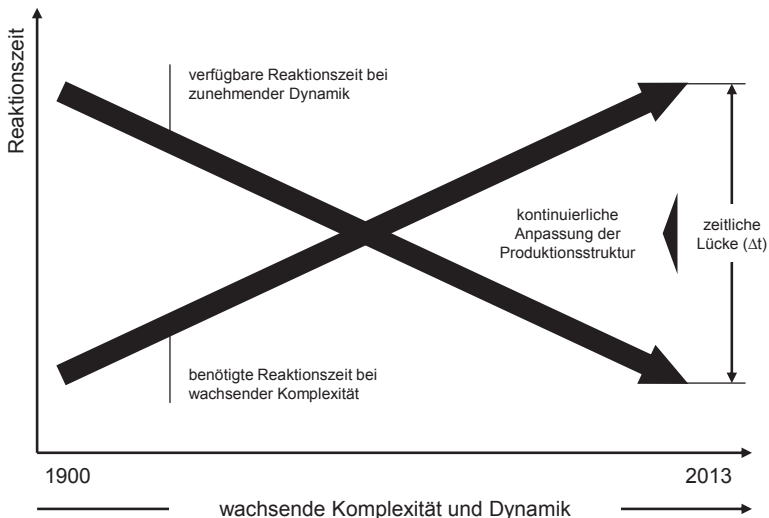 Reaktionszeit
verfügbare Reaktionszeit bei
zunehmender Dynamik
kontinuierliche
Anpassung der
Produktionsstruktur
zeitliche
Lücke (Δt)
benötigte Reaktionszeit bei
wachsender Komplexität
1900
2013
wachsende Komplexität und Dynamik